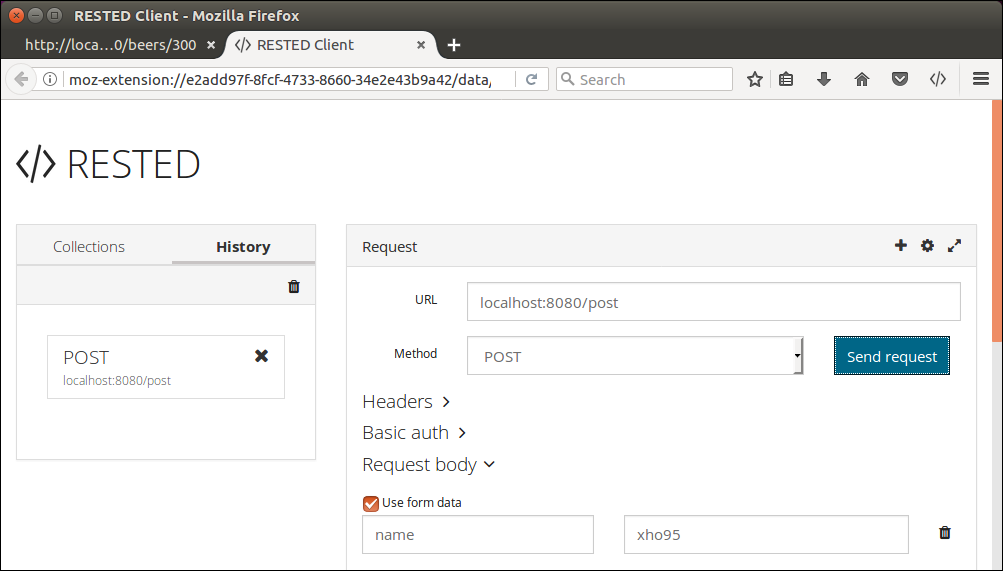 RESTED Client - Mozilla Firefox
http://loca...0/beers/300
</> RESTED Client
moz-extension://e2add97f-8fcf-4733-8660-34e2e43b9a42/data/
Search
</> RESTED
Collections
History
Request
POST
localhost:8080/post
URL
localhost:8080/post
Method
POST
Send request
Headers
Basic auth
Request body
Use form data
name
xho95